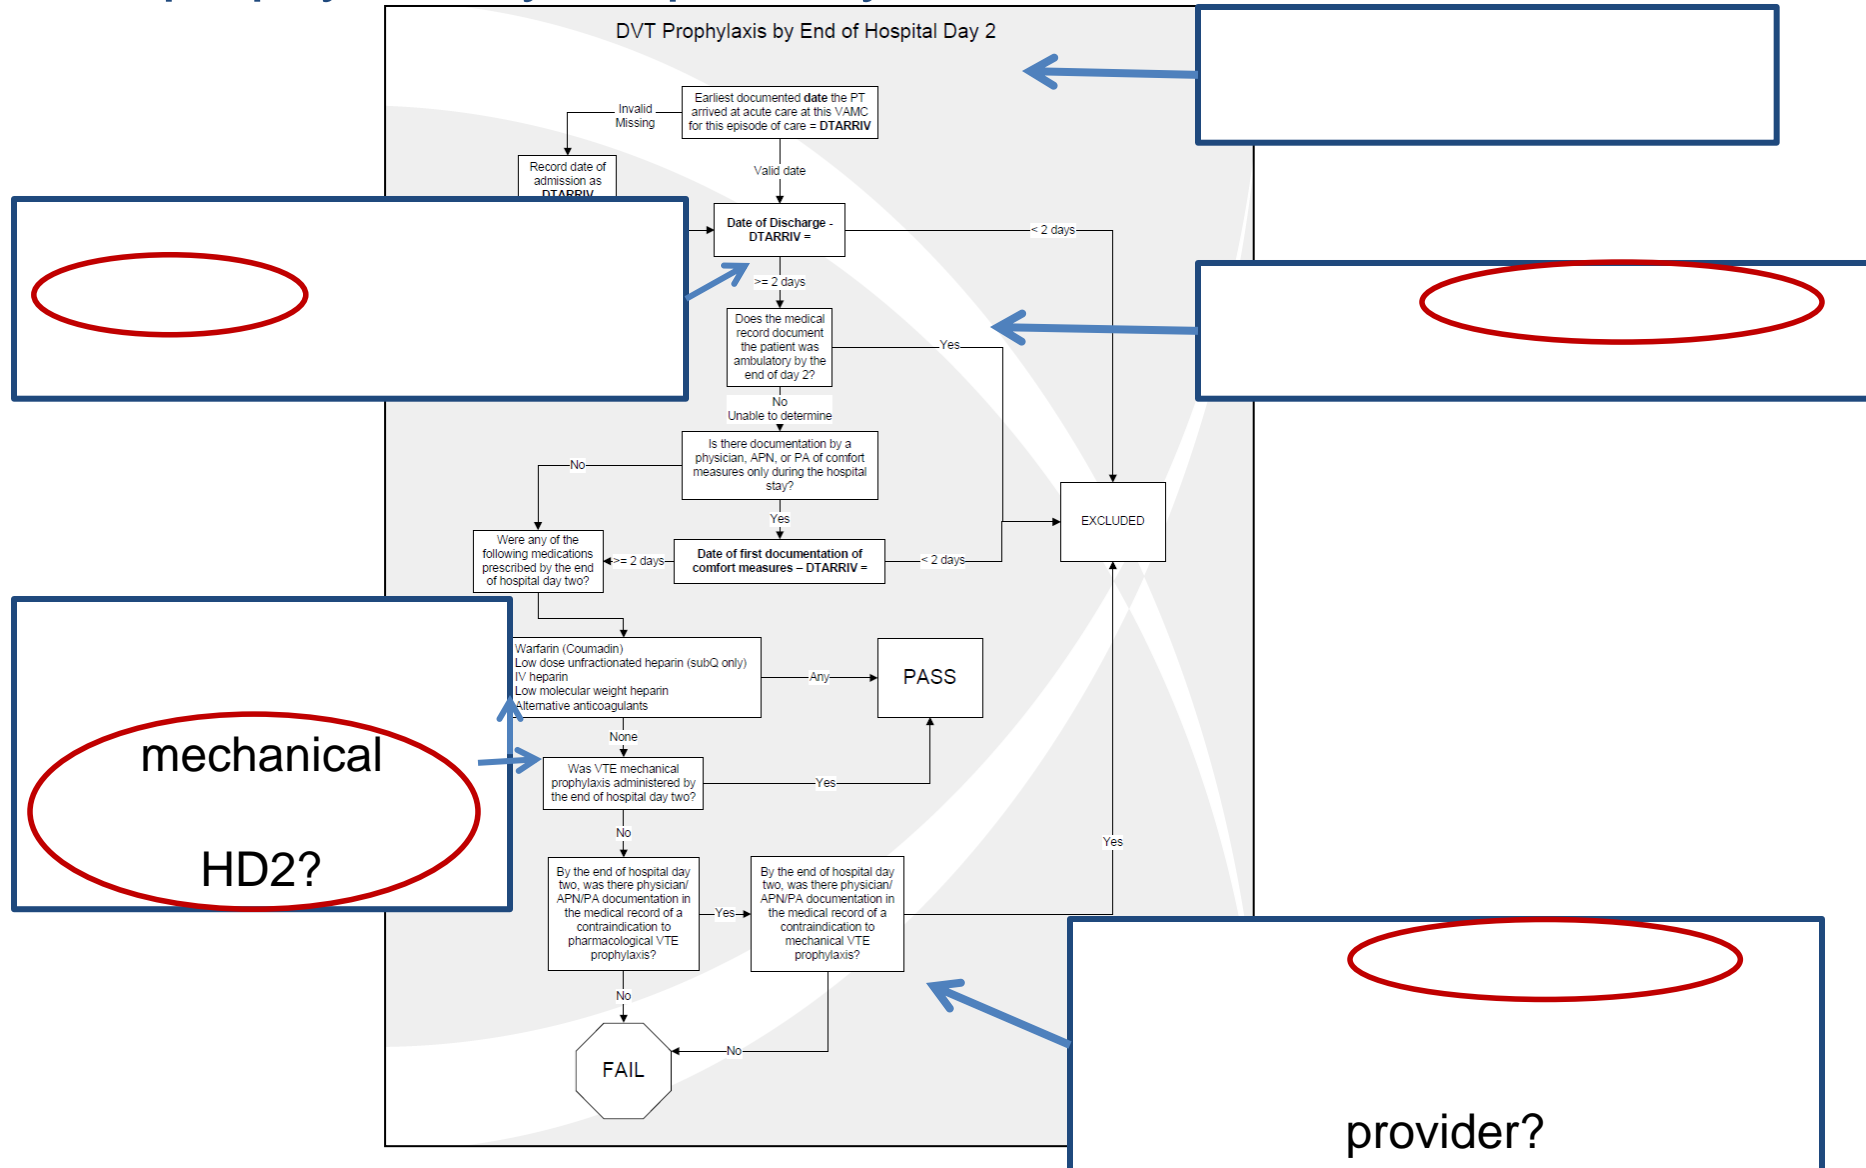 DVT Prophylaxis by End of Hospital Day 2
Earliest documented date the PT
arrived at acute care at this VAMC
for this episode of care = DTARRIV
Invalid
Missing
Record date of
admission as
DTARRIV
Valid date
Date of Discharge -
DTARRIV =
< 2 days
>= 2 days
Does the medical
record document
the patient was
ambulatory by the
end of day 2?
Yes
No
Unable to determine
Is there documentation by a
physician, APN, or PA of comfort
measures only during the hospital
stay?
No
Yes
EXCLUDED
Were any of the
following medications
prescribed by the end
of hospital day two?
>= 2 days
Date of first documentation of
comfort measures – DTARRIV =
< 2 days
Warfarin (Coumadin)
Low dose unfractionated heparin (subQ only)
IV heparin
Low molecular weight heparin
Alternative anticoagulants
Any
PASS
None
mechanical
HD2?
Was VTE mechanical
prophylaxis administered by
the end of hospital day two?
Yes
No
Yes
By the end of hospital day
two, was there physician/
APN/PA documentation in
the medical record of a
contraindication to
pharmacological VTE
prophylaxis?
Yes
By the end of hospital day
two, was there physician/
APN/PA documentation in
the medical record of a
contraindication to
mechanical VTE
prophylaxis?
No
No
FAIL
provider?